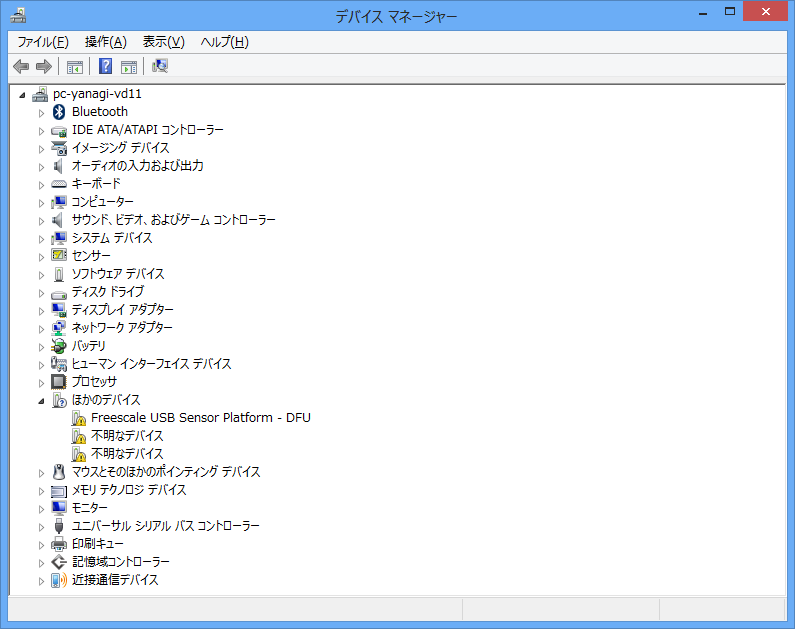 デバイス マネージャー
ファイル(F) 操作(A) 表示(V) ヘルプ(H)
pc-yanagi-vd11
Bluetooth
IDE ATA/ATAPI コントローラー
イメージング デバイス
オーディオの入力および出力
キーボード
コンピューター
サウンド、ビデオ、およびゲーム コントローラー
システム デバイス
センサー
ソフトウェア デバイス
ディスク ドライブ
ディスプレイ アダプター
ネットワーク アダプター
バッテリ
ヒューマン インターフェイス デバイス
プロセッサ
ほかのデバイス
Freescale USB Sensor Platform - DFU
不明なデバイス
不明なデバイス
マウスとそのほかのポインティング デバイス
メモリ テクノロジ デバイス
モニター
ユニバーサル シリアル バス コントローラー
印刷キュー
記憶域コントローラー
近接通信デバイス